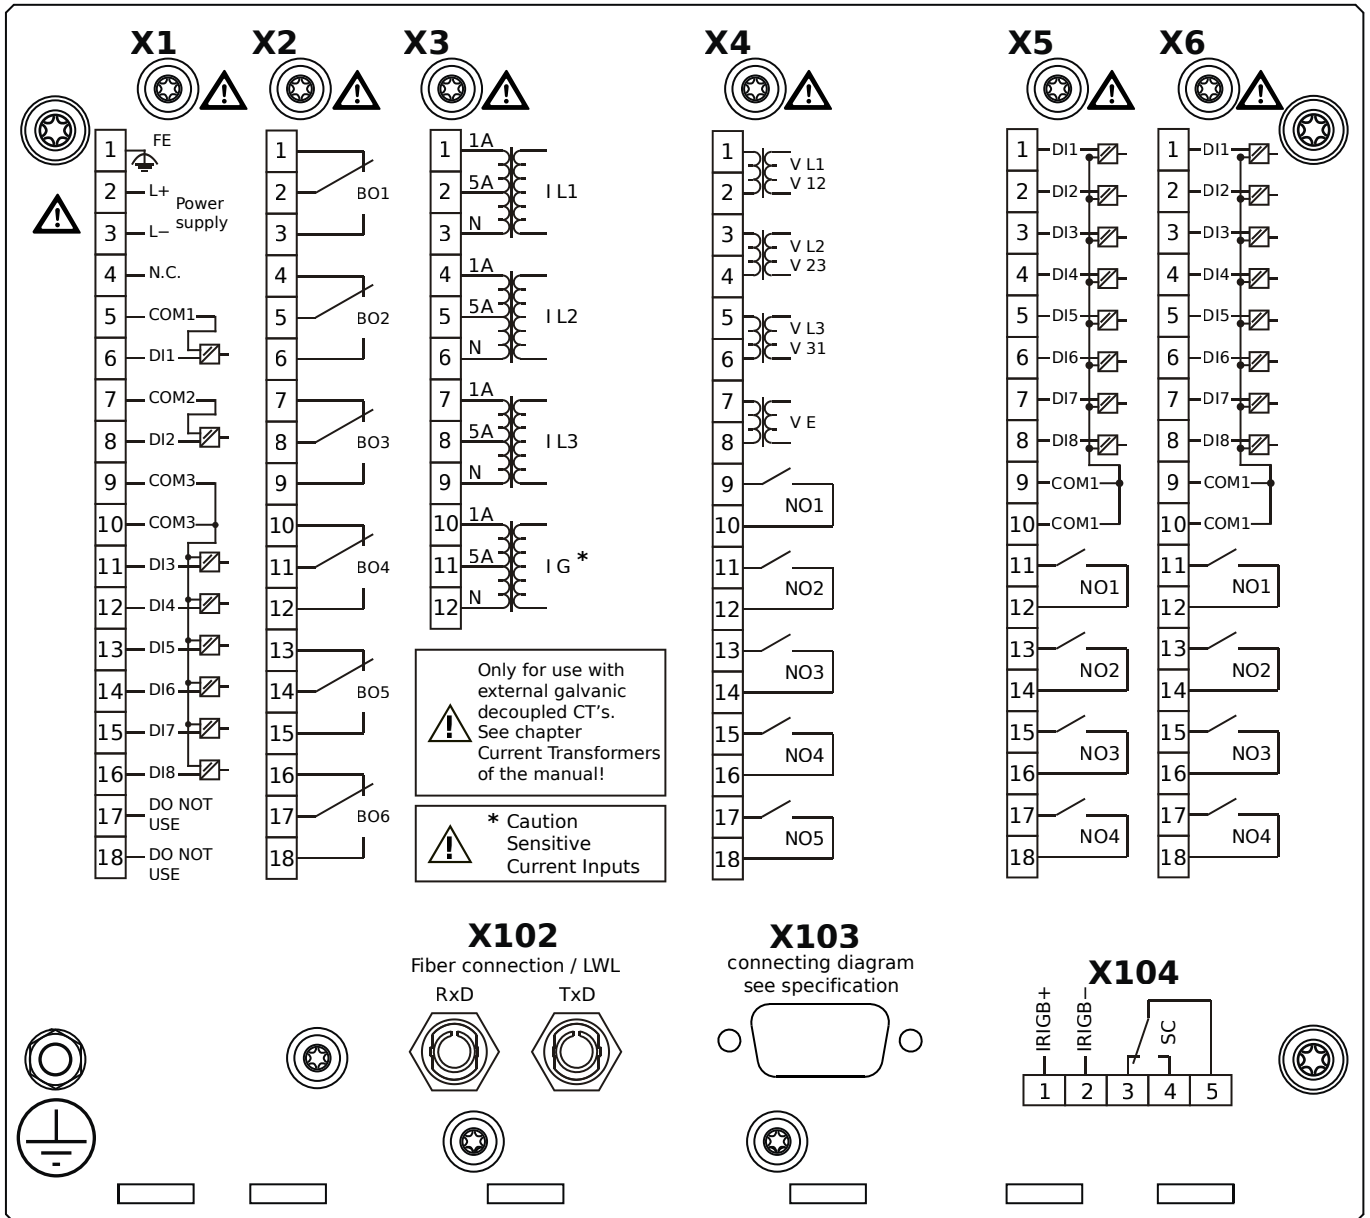 X1
X2
X3
X4
X5
X6
1 FE
2 L+
Power
supply
3 L−
4 N.C.
5 COM1
6 DI1
7 COM2
8 DI2
9 COM3
10 COM3
11 DI3
12 DI4
13 DI5
14 DI6
15 DI7
16 DI8
17 DO NOT
USE
18 DO NOT
USE
1
2 BO1
3
4
5 BO2
6
7
8 BO3
9
10
11 BO4
12
13
14 BO5
15
16
17 BO6
18
1 1A
2 5A I L1
3 N
4 1A
5 5A I L2
6 N
7 1A
8 5A I L3
9 N
10 1A
11 5A I G *
12 N
Only for use with
external galvanic
decoupled CT's.
See chapter
Current Transformers
of the manual!
* Caution
Sensitive
Current Inputs
1 V L1
2 V 12
3 V L2
4 V 23
5 V L3
6 V 31
7 V E
8
9
NO1
10
11
NO2
12
13
NO3
14
15
NO4
16
17
NO5
18
1 DI1
2 DI2
3 DI3
4 DI4
5 DI5
6 DI6
7 DI7
8 DI8
9 COM1
10 COM1
11
NO1
12
13
NO2
14
15
NO3
16
17
NO4
18
1 DI1
2 DI2
3 DI3
4 DI4
5 DI5
6 DI6
7 DI7
8 DI8
9 COM1
10 COM1
11
NO1
12
13
NO2
14
15
NO3
16
17
NO4
18
X102
Fiber connection / LWL
RxD TxD
X103
connecting diagram
see specification
X104
IRIGB+
IRIGB−
SC
1 2 3 4 5